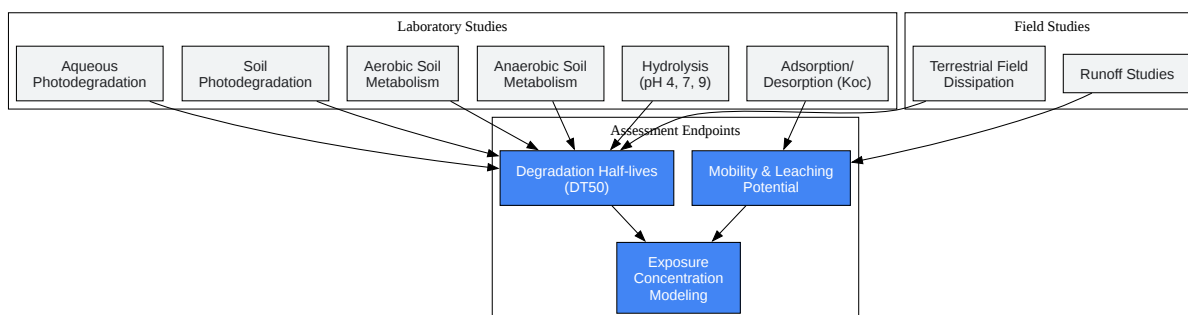 Laboratory Studies
Field Studies
Aqueous
Photodegradation
Soil
Photodegradation
Aerobic Soil
Metabolism
Anaerobic Soil
Metabolism
Hydrolysis
(pH 4, 7, 9)
Adsorption/
Desorption (Koc)
Terrestrial Field
Dissipation
Runoff Studies
Assessment Endpoints
Degradation Half-lives
(DT50)
Mobility & Leaching
Potential
Exposure
Concentration
Modeling